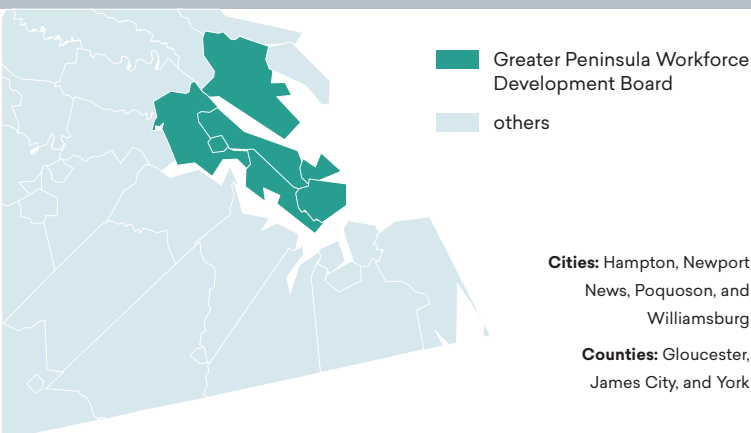 Greater Peninsula Workforce
Development Board
others
Cities: Hampton, Newport
News, Poquoson, and
Williamsburg
Counties: Gloucester,
James City, and York